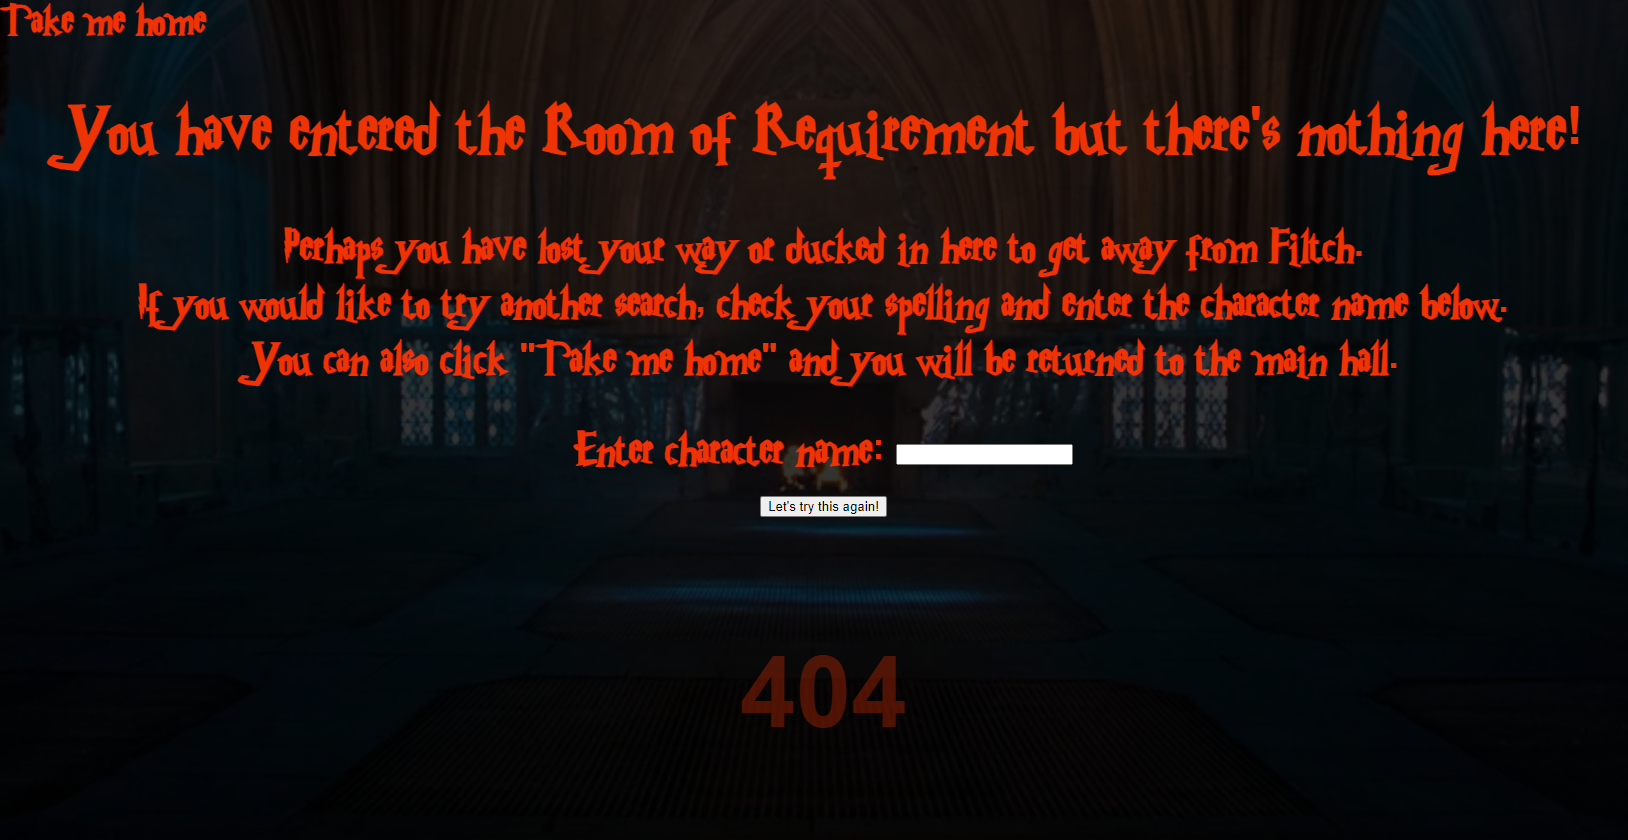 Take me home
You have entered the Room of Requirement but there's nothing here!
Perhaps you have lost your way or ducked in here to get away from Filtch.
If you would like to try another search, check your spelling and enter the character name below.
You can also click "Take me home" and you will be returned to the main hall.
Enter character name:
Let's try this again!
404